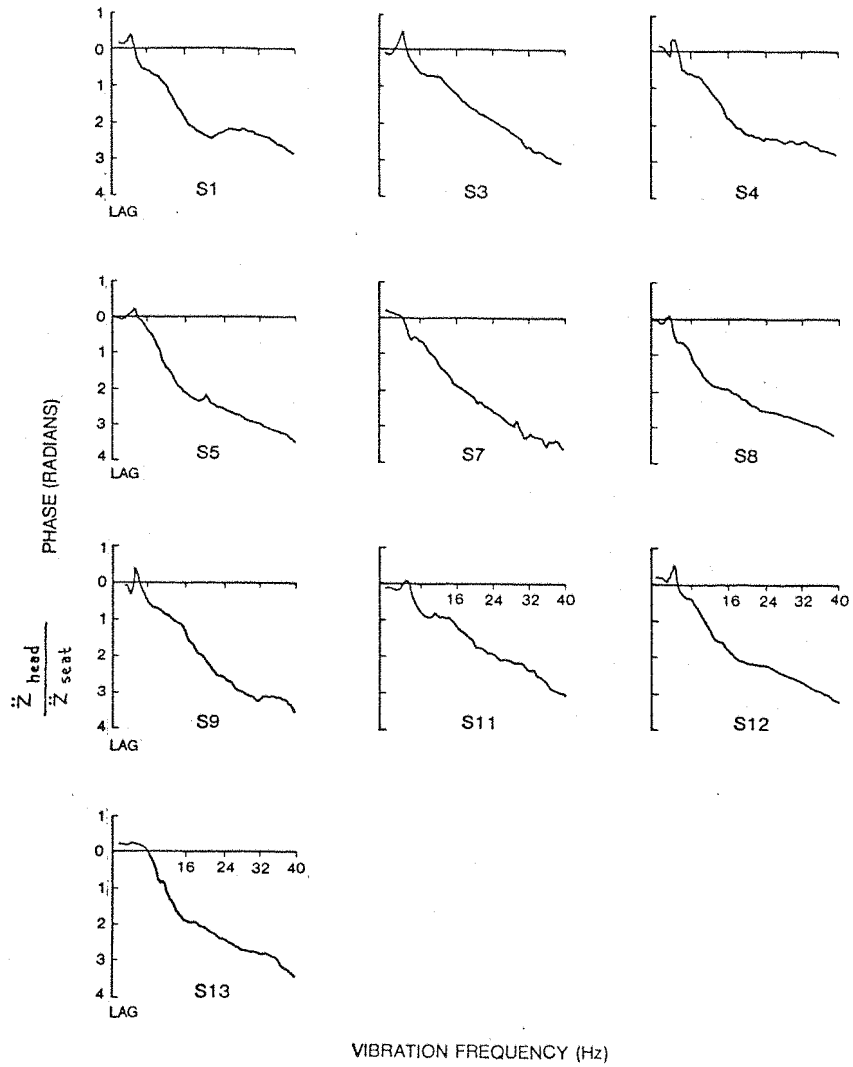 1
0
1
2
3
4
LAG
S1
S3
S4
1
0
1
2
3
4
LAG
S5
S7
S8
PHASE (RADIANS)
Z̈ head
Z̈ seat
1
0
1
2
3
4
LAG
S9
16 24 32 40
S11
16 24 32 40
S12
1
0
1
2
3
4
LAG
16 24 32 40
S13
VIBRATION FREQUENCY (Hz)